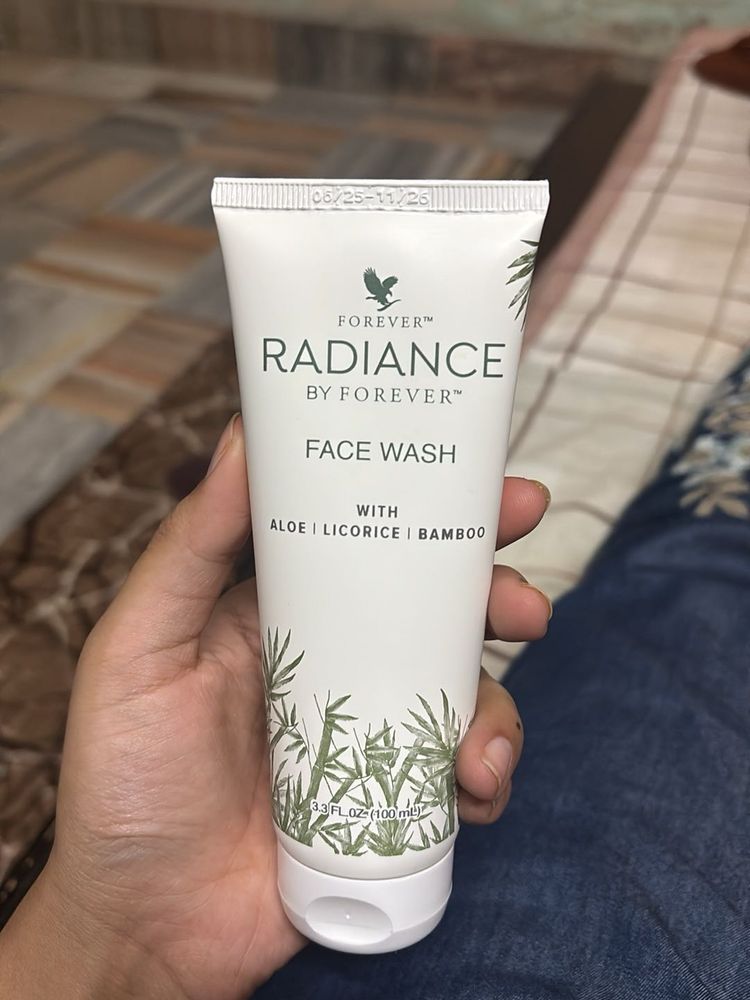 06/25-11/26
FOREVER™
RADIANCE
BY FOREVER™
FACE WASH
WITH
ALOE | LICORICE | BAMBOO
3.3 FL.OZ. (100 mL)